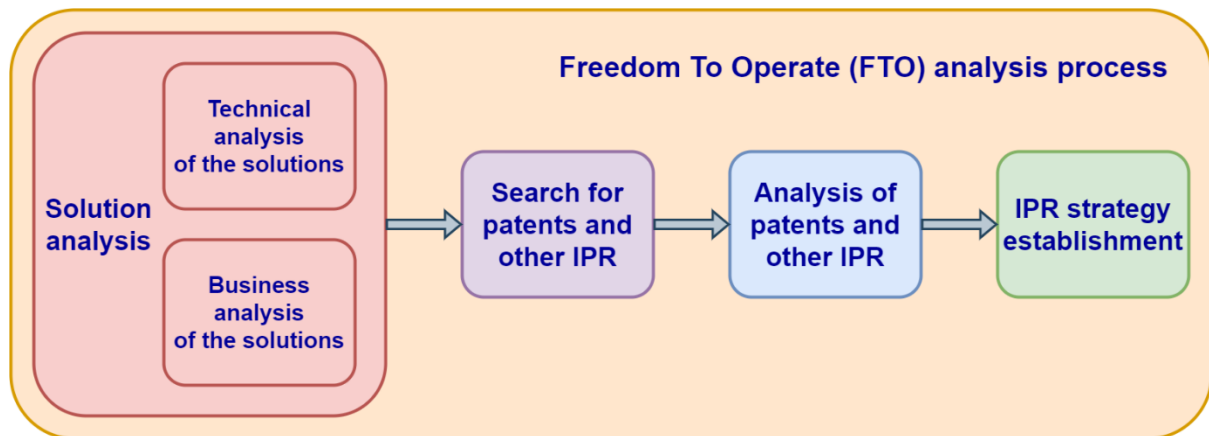 Freedom To Operate (FTO) analysis process
Solution
analysis
Technical
analysis
of the solutions
Business
analysis
of the solutions
Search for
patents and
other IPR
Analysis of
patents and
other IPR
IPR strategy
establishment